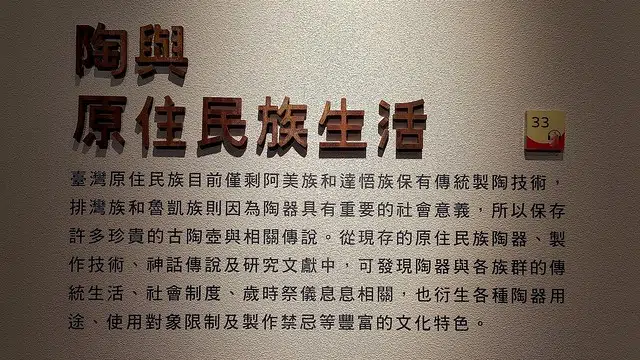 陶與
原住民族生活
33
臺灣原住民族目前僅剩阿美族和達悟族保有傳統製陶技術，
排灣族和魯凱族則因為陶器具有重要的社會意義，所以保存
許多珍貴的古陶壺與相關傳說。從現存的原住民族陶器、製
作技術、神話傳說及研究文獻中，可發現陶器與各族群的傳
統生活、社會制度、歲時祭儀息息相關，也衍生各種陶器用
途、使用對象限制及製作禁忌等豐富的文化特色。